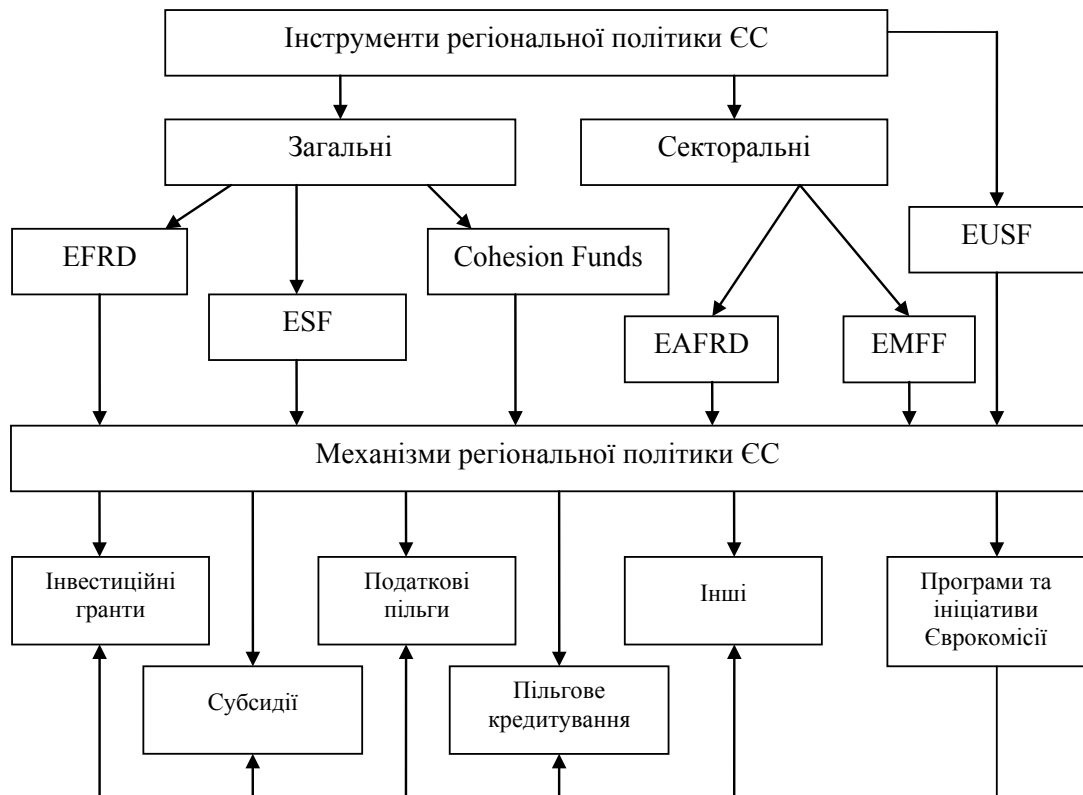 Інструменти регіональної політики ЄС
Загальні
Секторальні
EFRD
Cohesion Funds
EUSF
ESF
EAFRD
EMFF
Механізми регіональної політики ЄС
Інвестиційні
гранти
Податкові
пільги
Інші
Програми та
ініціативи
Єврокомісії
Субсидії
Пільгове
кредитування